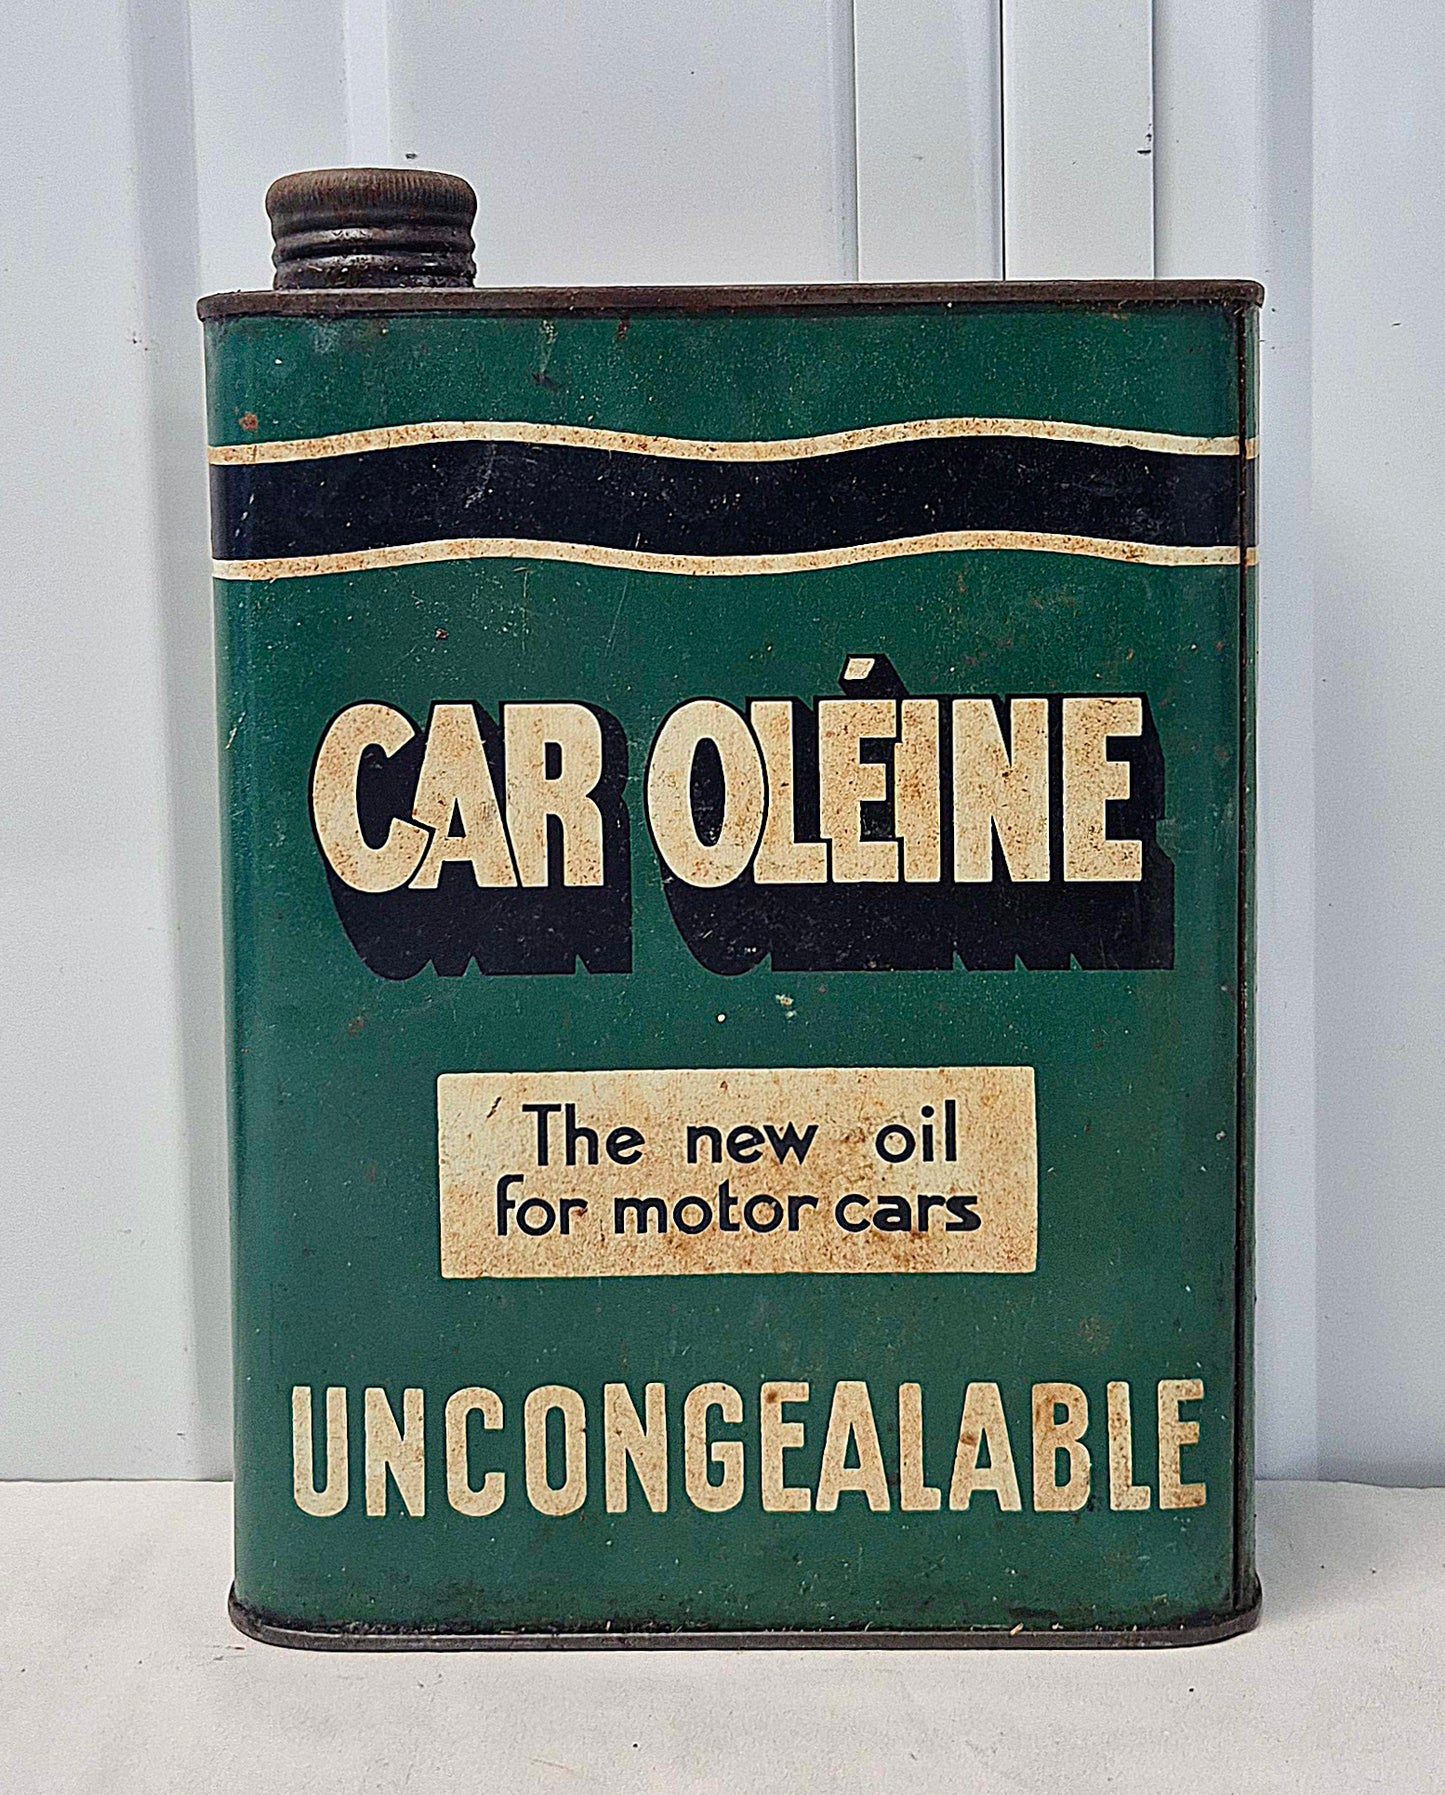 CAR OLÉINE
The new oil
for motor cars
UNCONGEALABLE